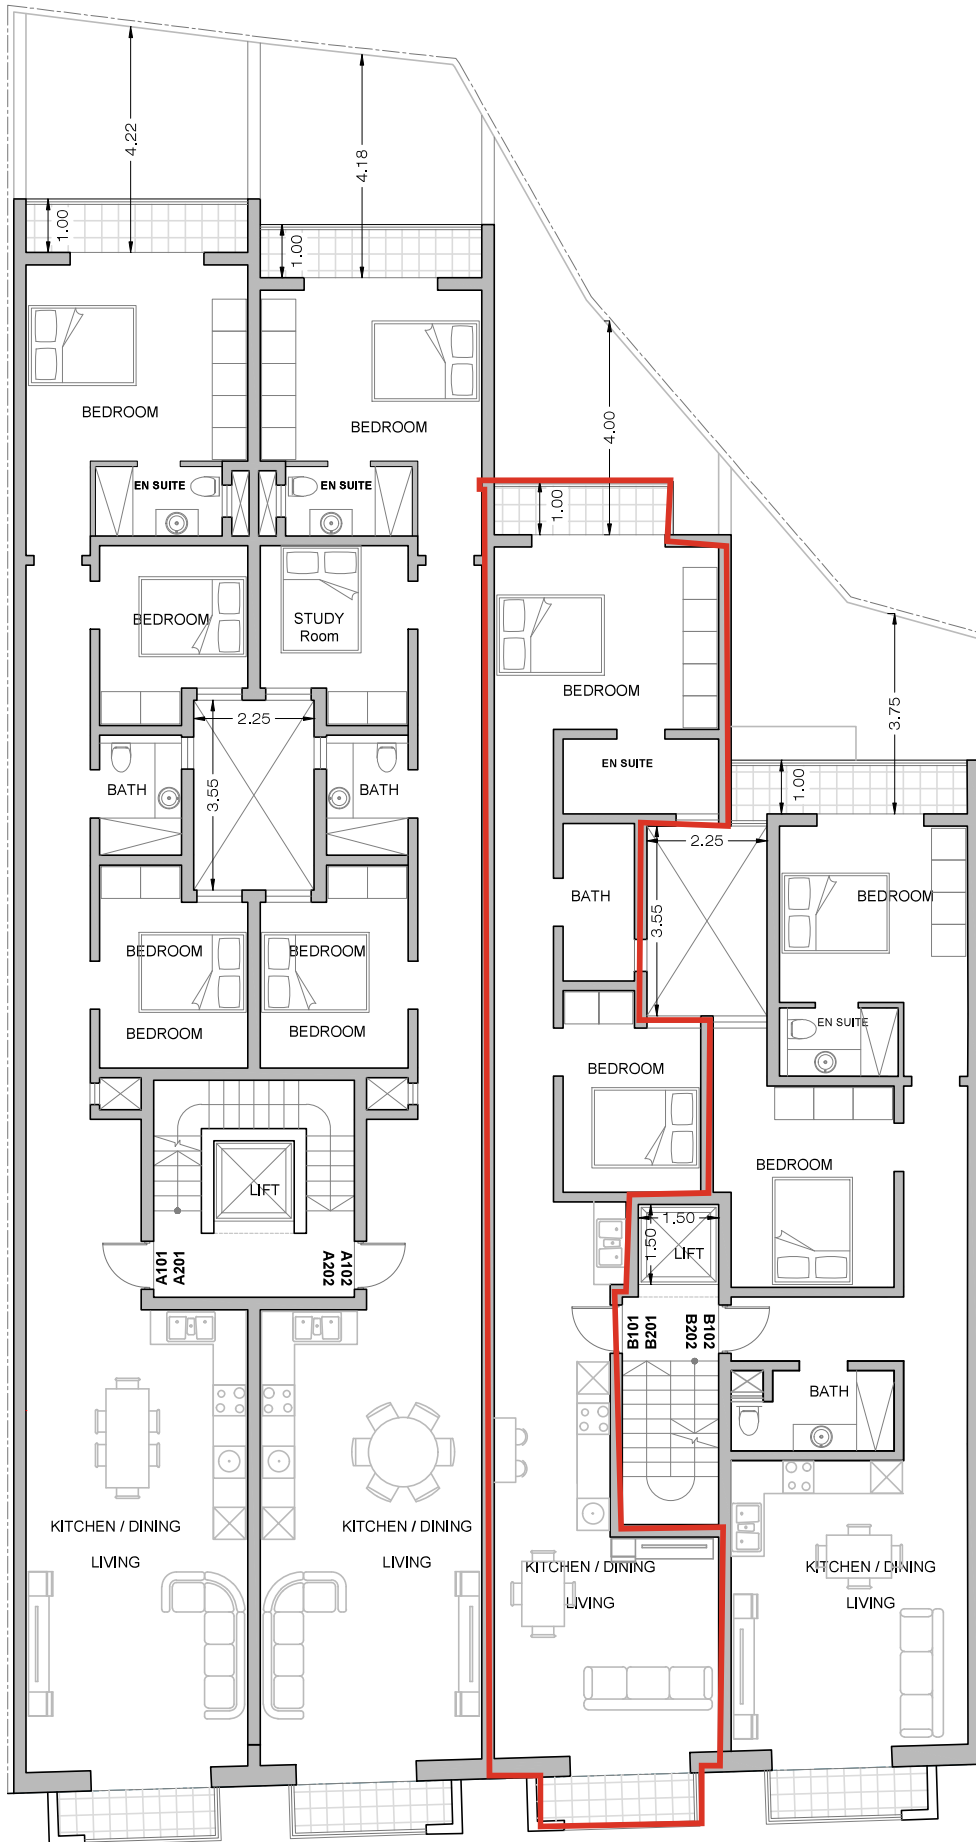 4.22
4.18
1.00
1.00
BEDROOM
BEDROOM
4.00
EN SUITE
EN SUITE
1.00
BEDROOM
STUDY
Room
BEDROOM
3.75
2.25
EN SUITE
1.00
BATH
3.55
BATH
2.25
BATH
3.55
BEDROOM
BEDROOM
BEDROOM
BEDROOM
BEDROOM
EN SUITE
BEDROOM
BEDROOM
LIFT
1.50
1.50
LIFT
A101
A201
A202
A102
B101
B201
B202
B102
BATH
KITCHEN / DINING
LIVING
KITCHEN / DINING
LIVING
KITCHEN / DINING
LIVING
KITCHEN / DINING
LIVING